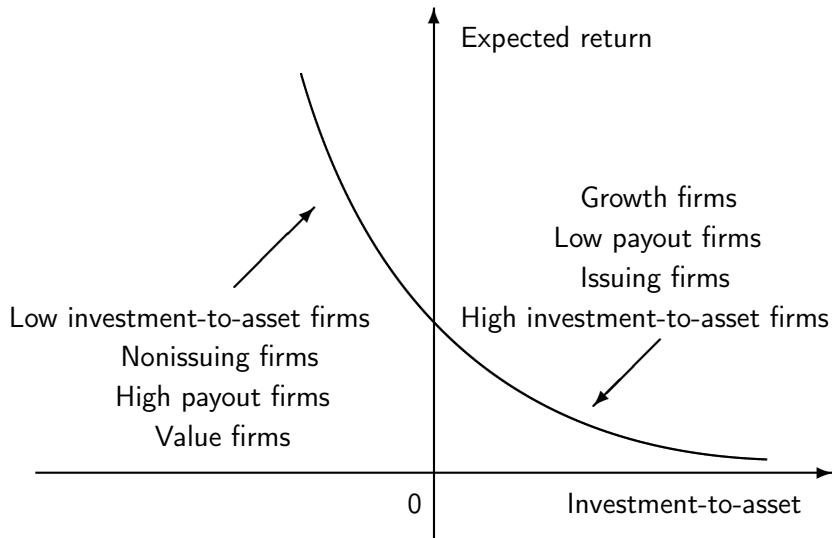 Expected return
Growth firms
Low payout firms
Issuing firms
High investment-to-asset firms
Low investment-to-asset firms
Nonissuing firms
High payout firms
Value firms
0
Investment-to-asset